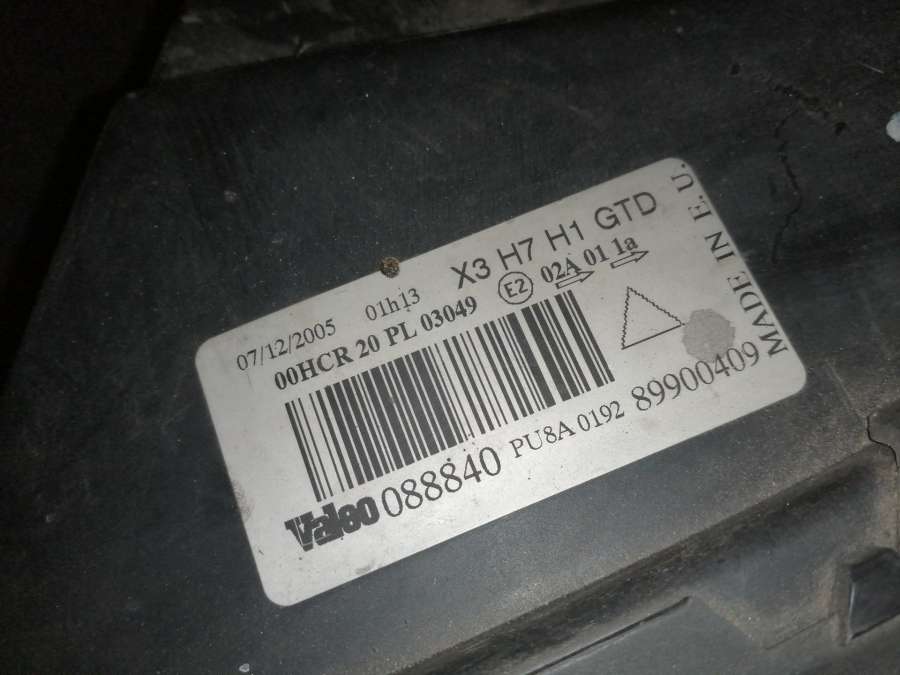 X3 H7 H1 GTD
07/12/2005 01h13
E2 02A 01 1a
00HCR 20 PL 03049
MADE IN E.U.
PU8A 0192 89900409
Valeo 088840